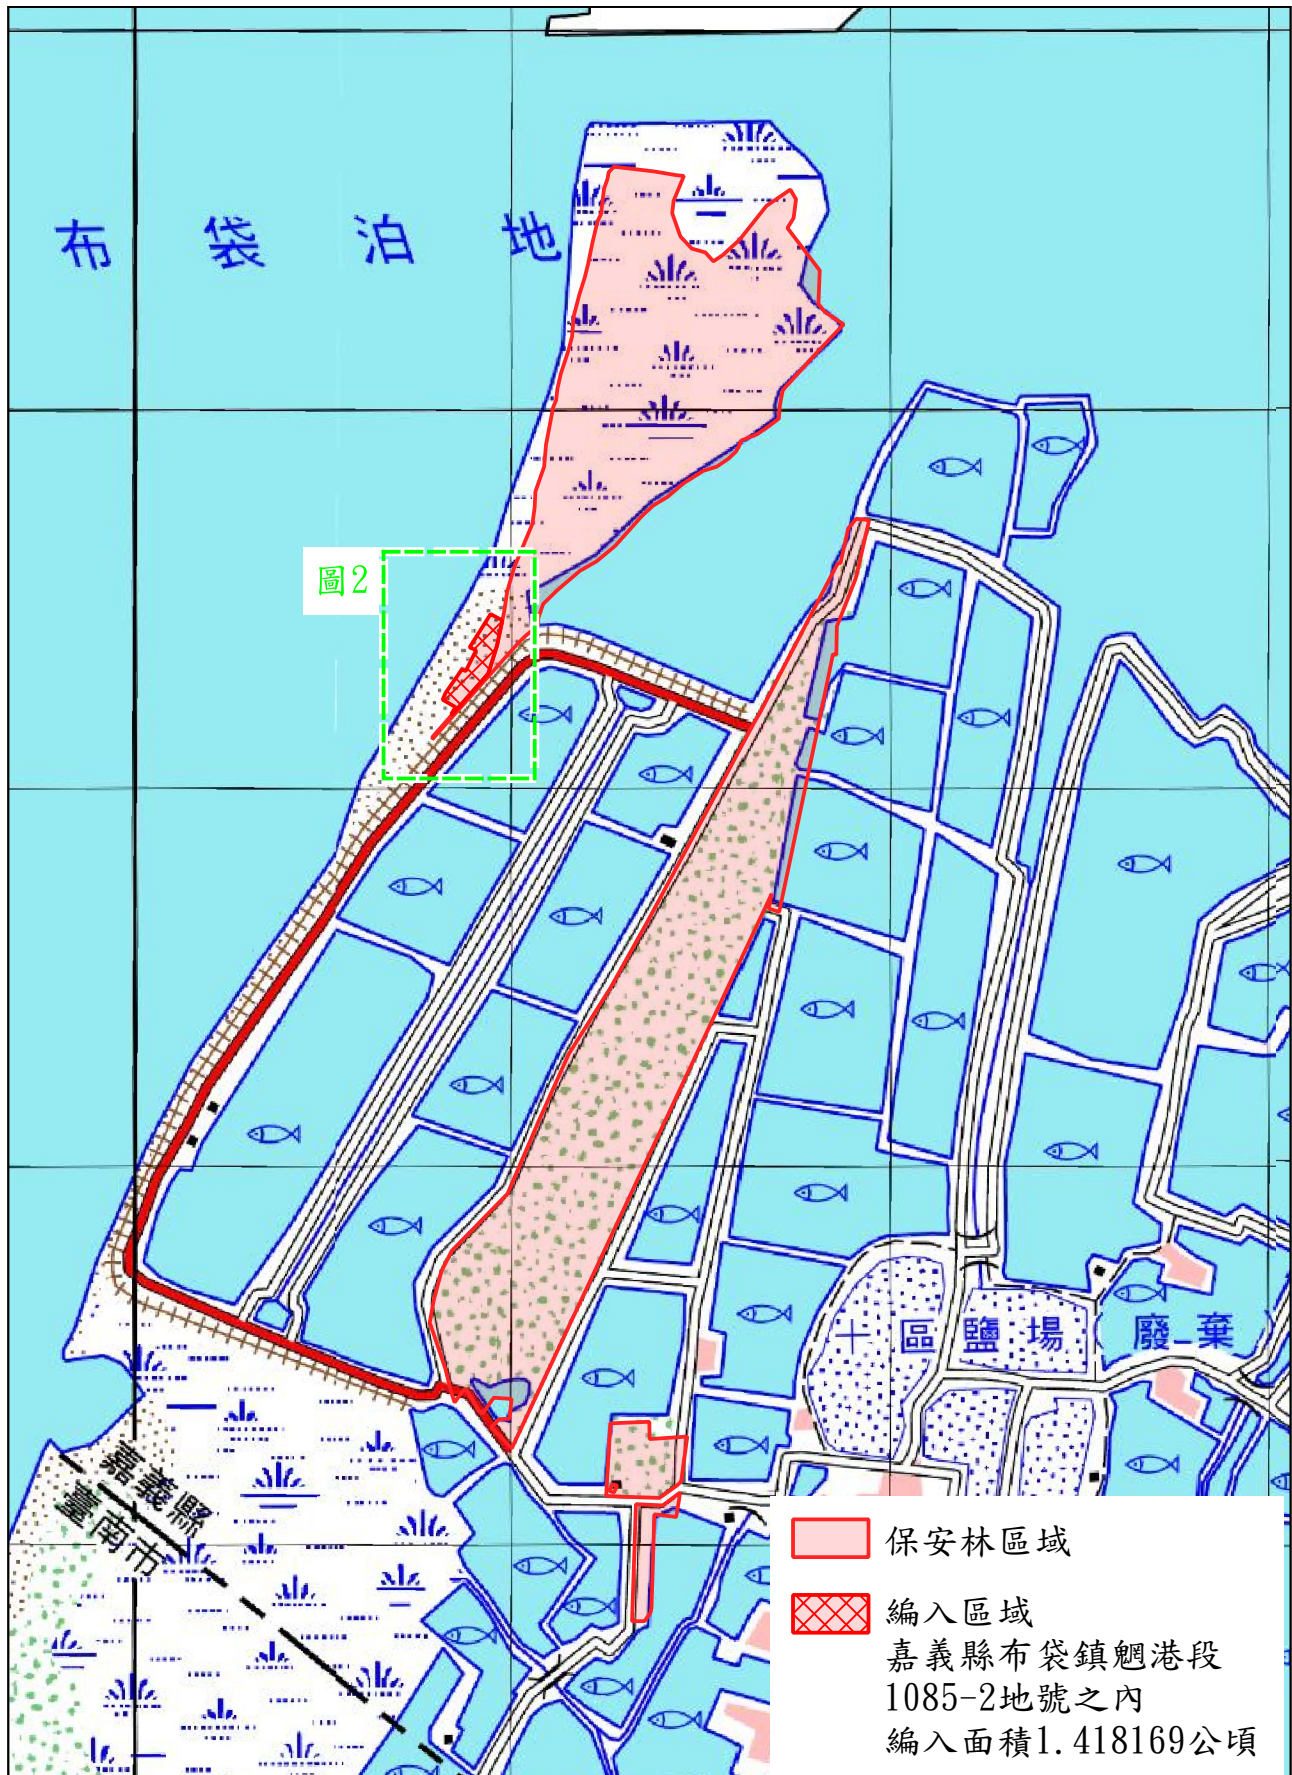 布袋泊地
圖2
十區鹽場（廢棄）
嘉義縣
臺南市
保安林區域
編入區域
嘉義縣布袋鎮魍港段
1085-2地號之內
編入面積1.418169公頃